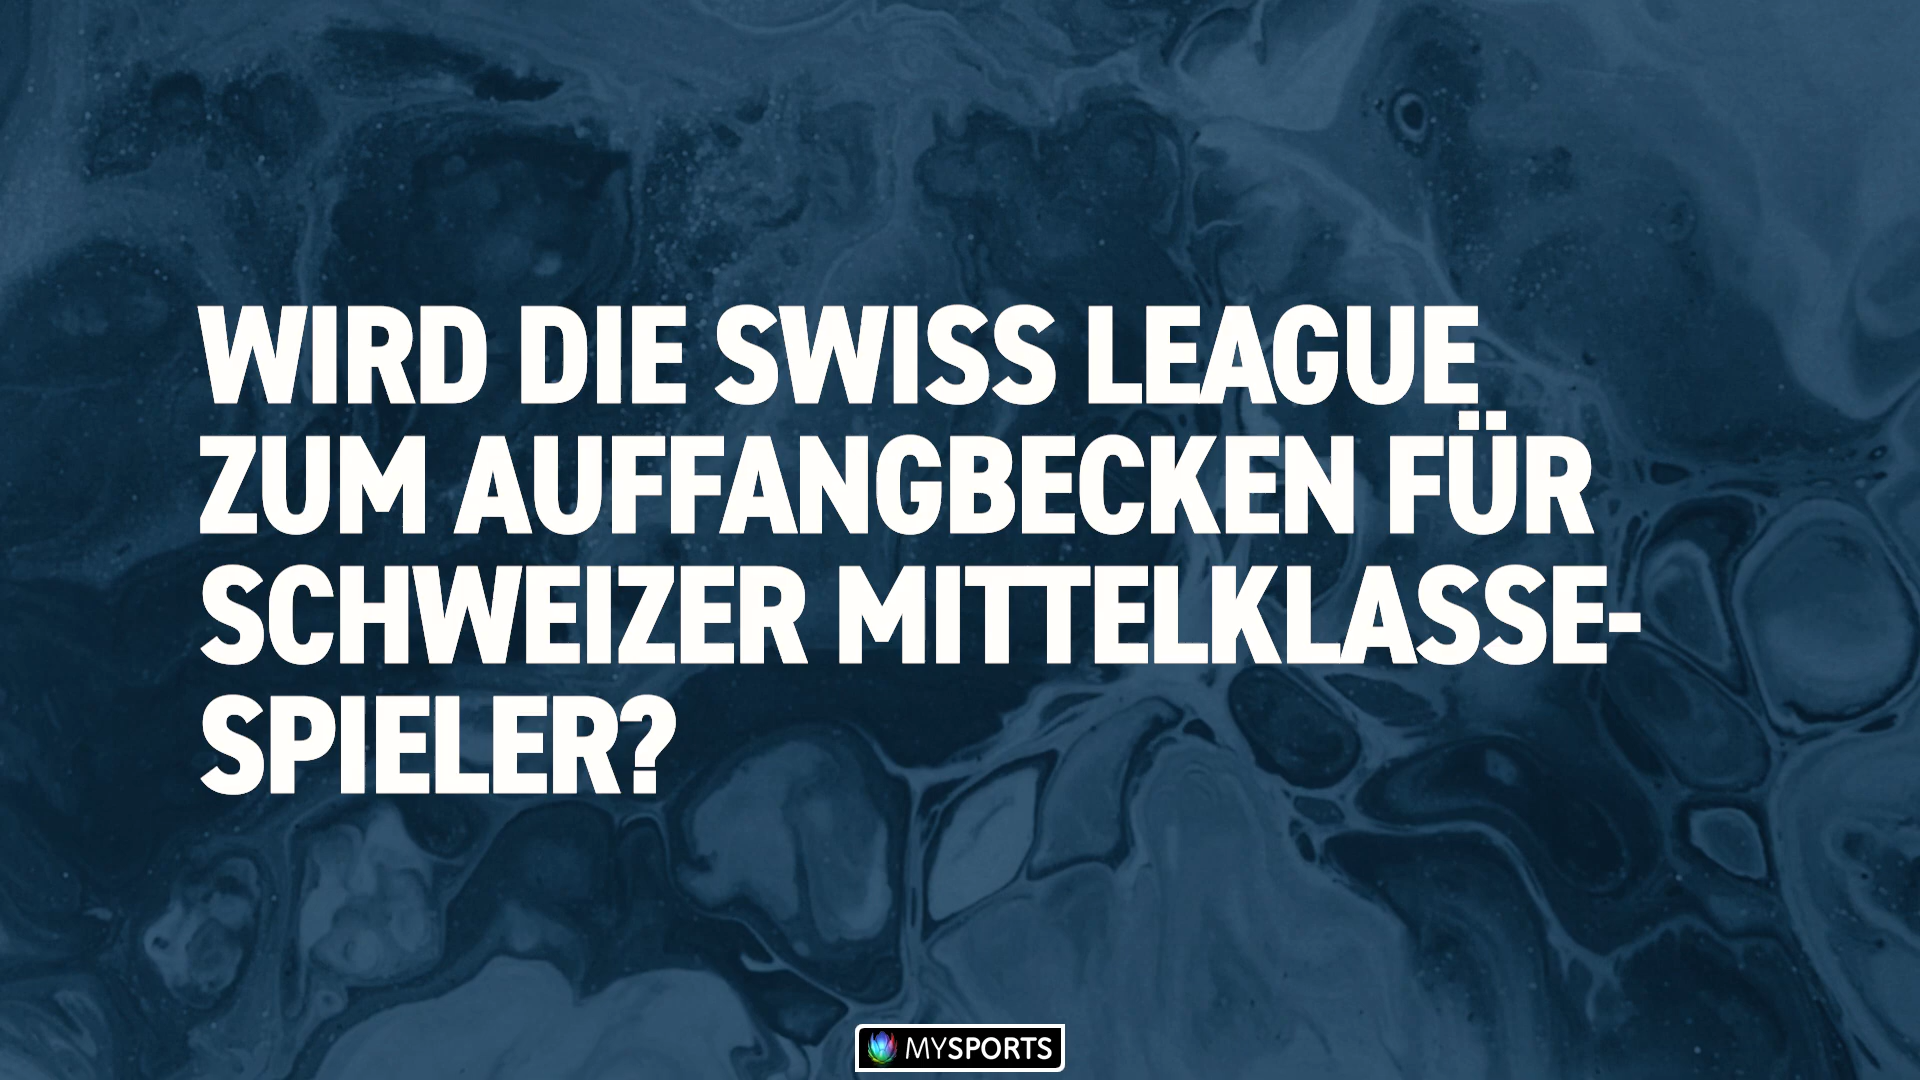 WIRD DIE SWISS LEAGUE
ZUM AUFFANGBECKEN FÜR
SCHWEIZER MITTELKLASSE-
SPIELER?
MYSPORTS